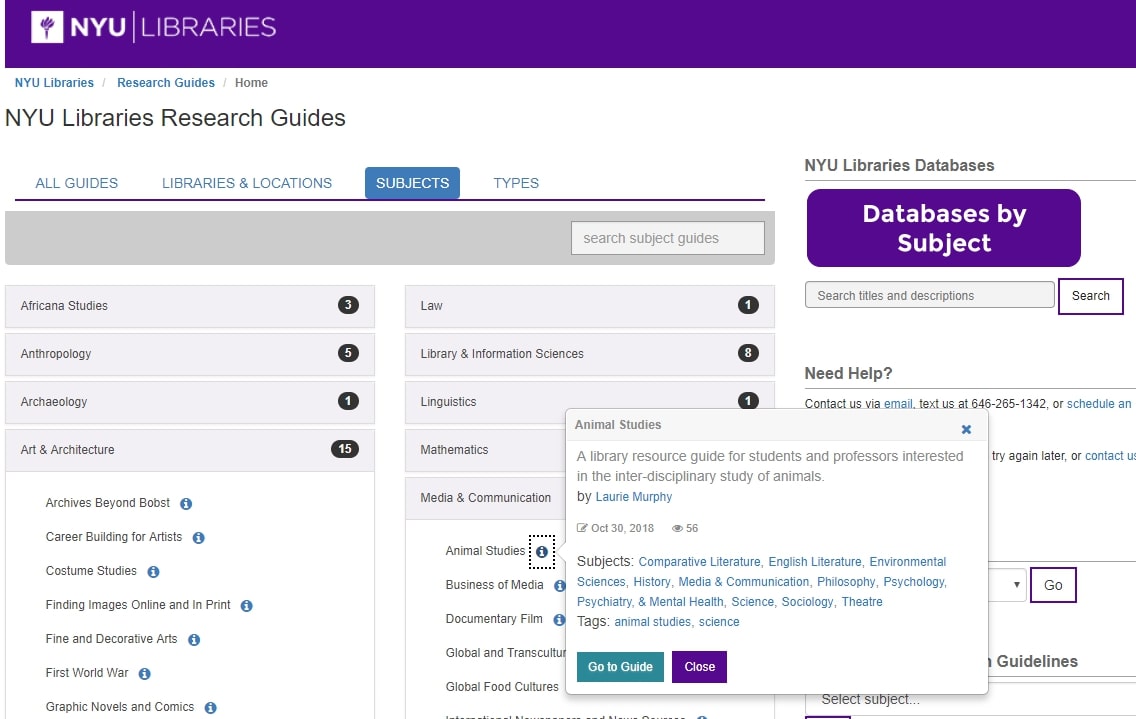 NYU LIBRARIES
NYU Libraries / Research Guides / Home
NYU Libraries Research Guides
ALL GUIDES LIBRARIES & LOCATIONS SUBJECTS TYPES
search subject guides
Africana Studies 3
Anthropology 5
Archaeology 1
Art & Architecture 15
Archives Beyond Bobst
Career Building for Artists
Costume Studies
Finding Images Online and In Print
Fine and Decorative Arts
First World War
Graphic Novels and Comics
Law 1
Library & Information Sciences 8
Linguistics 1
Mathematics
Media & Communication
Animal Studies
Business of Media
Documentary Film
Global and
Global Food Cultures
International Newspapers and News Sources
Animal Studies
A library resource guide for students and professors interested
in the inter-disciplinary study of animals.
by Laurie Murphy
Oct 30, 2018 56
Subjects: Comparative Literature, English Literature, Environmental
Sciences, History, Media & Communication, Philosophy, Psychology,
Psychiatry, & Mental Health, Science, Sociology, Theatre
Tags: animal studies, science
Go to Guide Close
NYU Libraries Databases
Databases by
Subject
Search titles and descriptions Search
Need Help?
Contact us via email, text us at 646-265-1342, or schedule an
try again later, or contact us
Go
Guidelines
Select subject...